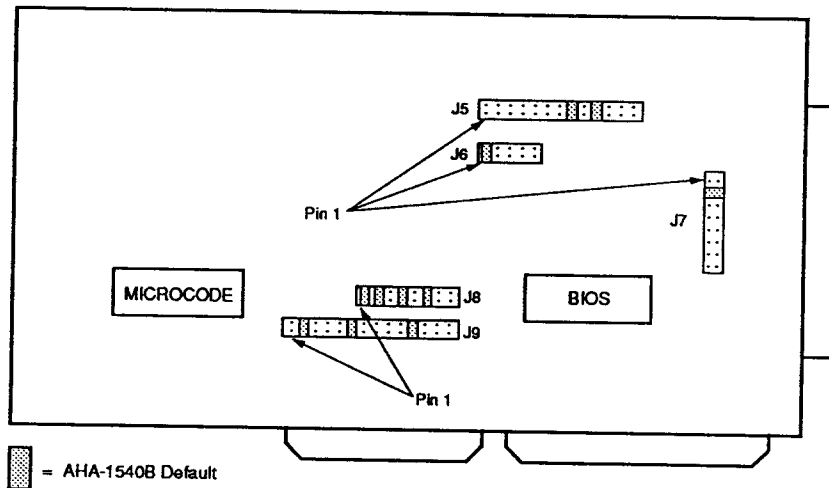 J5
J6
Pin 1
J7
MICROCODE
J8
BIOS
J9
Pin 1
= AHA-1540B Default